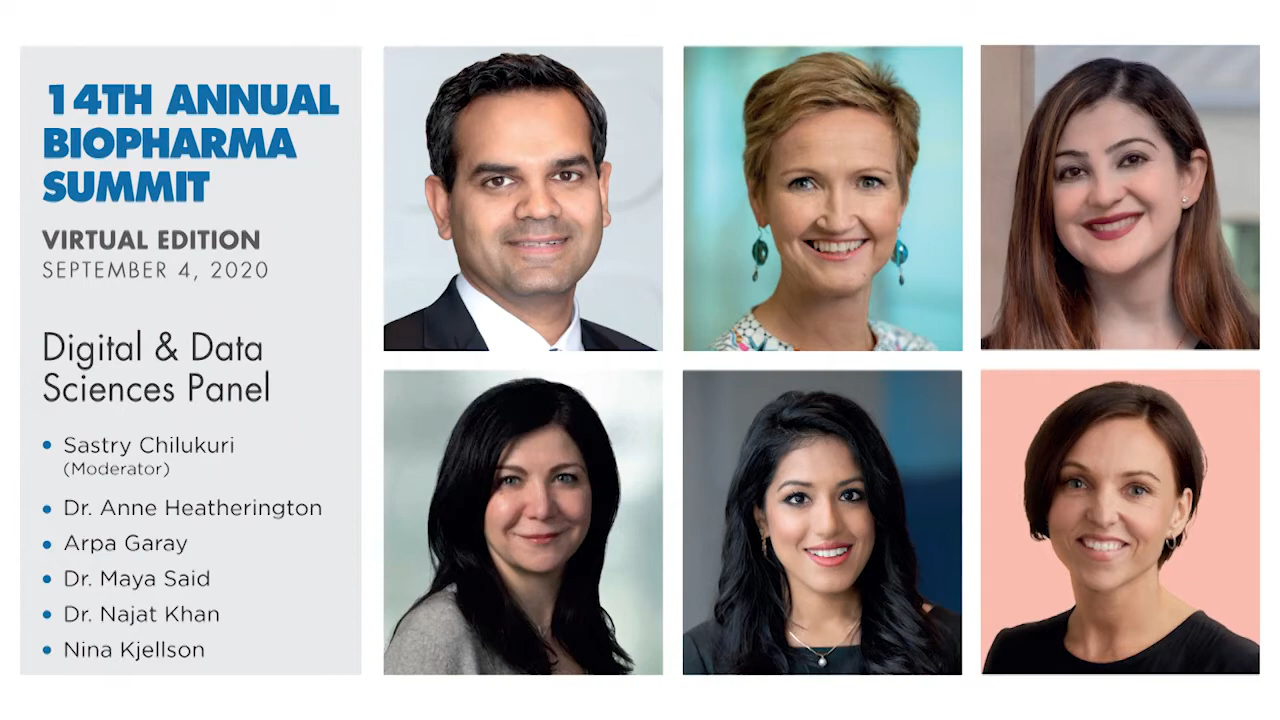 14TH ANNUAL
BIOPHARMA
SUMMIT
VIRTUAL EDITION
SEPTEMBER 4, 2020
Digital & Data
Sciences Panel
• Sastry Chilukuri
(Moderator)
• Dr. Anne Heatherington
• Arpa Garay
• Dr. Maya Said
• Dr. Najat Khan
• Nina Kjellson